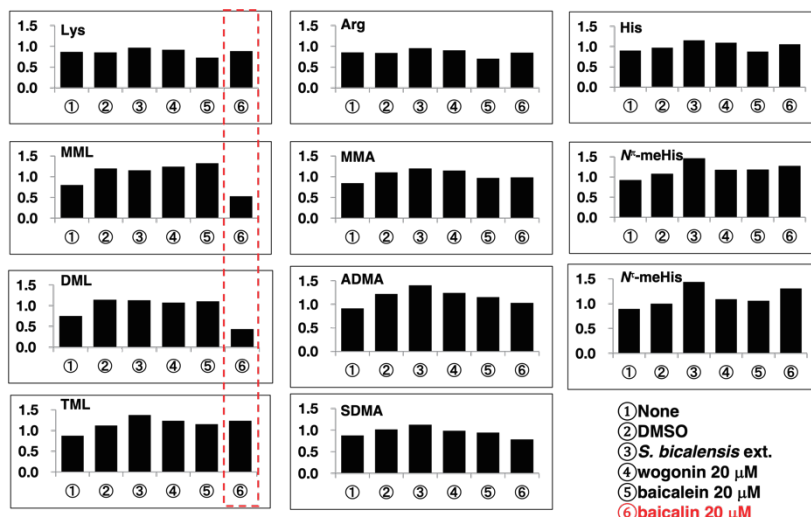 Lys
1.5
1.0
0.5
0.0
① ② ③ ④ ⑤ ⑥
Arg
1.5
1.0
0.5
0.0
① ② ③ ④ ⑤ ⑥
His
1.5
1.0
0.5
0.0
① ② ③ ④ ⑤ ⑥
MML
1.5
1.0
0.5
0.0
① ② ③ ④ ⑤ ⑥
MMA
1.5
1.0
0.5
0.0
① ② ③ ④ ⑤ ⑥
Nπ-meHis
1.5
1.0
0.5
0.0
① ② ③ ④ ⑤ ⑥
DML
1.5
1.0
0.5
0.0
① ② ③ ④ ⑤ ⑥
ADMA
1.5
1.0
0.5
0.0
① ② ③ ④ ⑤ ⑥
Nτ-meHis
1.5
1.0
0.5
0.0
① ② ③ ④ ⑤ ⑥
TML
1.5
1.0
0.5
0.0
① ② ③ ④ ⑤ ⑥
SDMA
1.5
1.0
0.5
0.0
① ② ③ ④ ⑤ ⑥
①None
②DMSO
③S. bicalensis ext.
④wogonin 20 μM
⑤baicalein 20 μM
⑥baicalin 20 μM